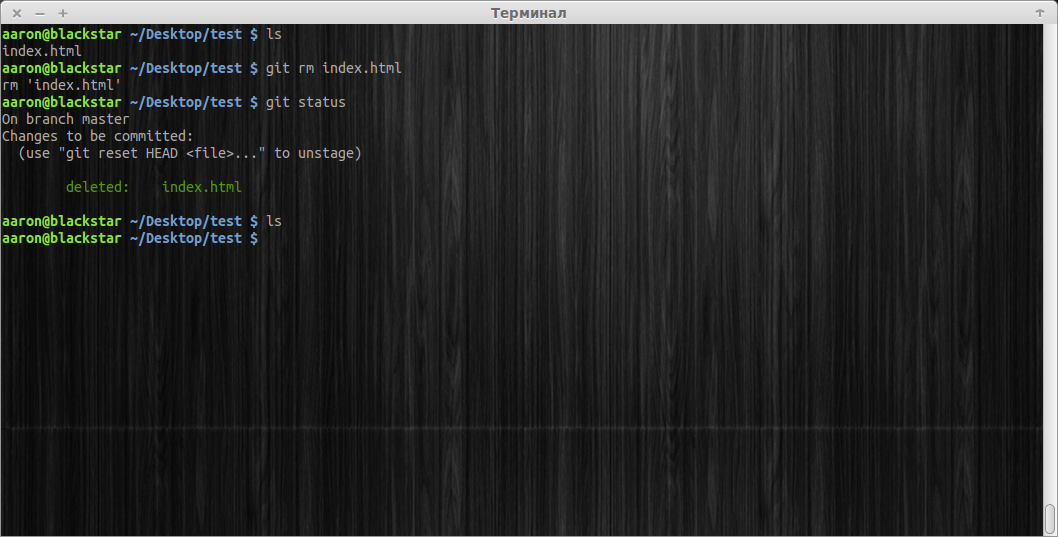 Терминал
aaron@blackstar ~/Desktop/test $ ls
index.html
aaron@blackstar ~/Desktop/test $ git rm index.html
rm 'index.html'
aaron@blackstar ~/Desktop/test $ git status
On branch master
Changes to be committed:
  (use "git reset HEAD <file>..." to unstage)
        deleted:    index.html
aaron@blackstar ~/Desktop/test $ ls
aaron@blackstar ~/Desktop/test $